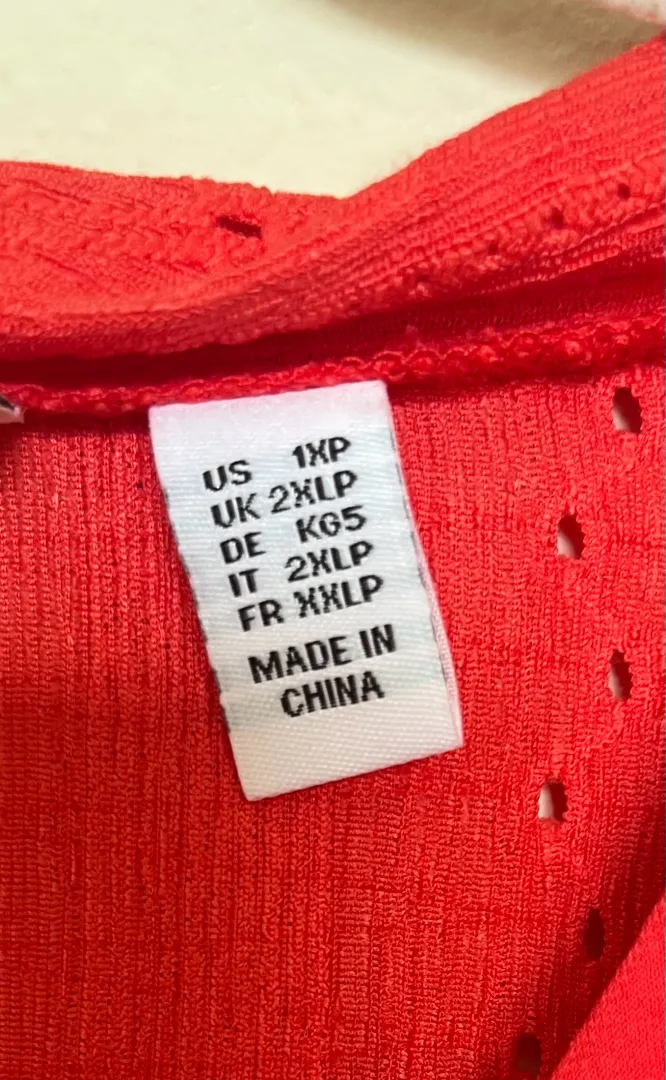 US 1XP
UK 2XLP
DE KG5
IT 2XLP
FR XXLP
MADE IN
CHINA